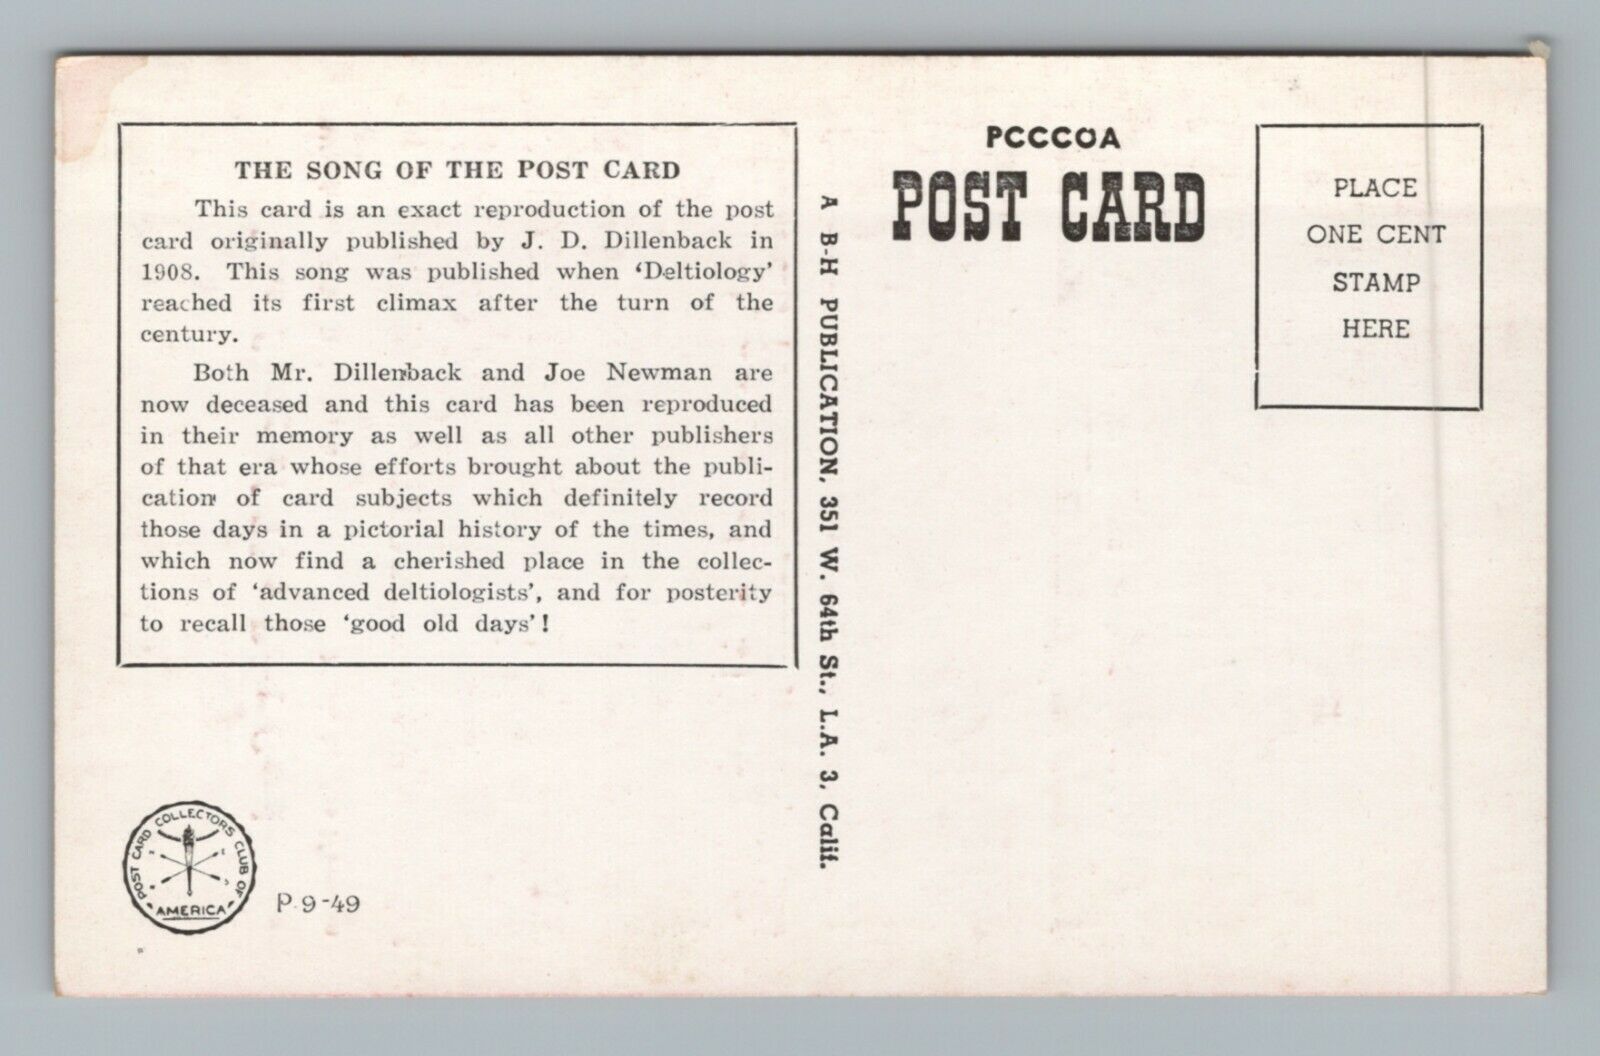 THE SONG OF THE POST CARD
This card is an exact reproduction of the post
card originally published by J. D. Dillenback in
1908. This song was published when ‘Deltiology’
reached its first climax after the turn of the
century.
Both Mr. Dillenback and Joe Newman are
now deceased and this card has been reproduced
in their memory as well as all other publishers
of that era whose efforts brought about the publi-
cation of card subjects which definitely record
those days in a pictorial history of the times, and
which now find a cherished place in the collec-
tions of ‘advanced deltiologists’, and for posterity
to recall those ‘good old days’!
POST CARD COLLECTORS CLUB OF
AMERICA
P. 9-49
A B-H PUBLICATION, 351 W. 64th St., L.A. 3, Calif.
PCCCOA
POST CARD
PLACE
ONE CENT
STAMP
HERE